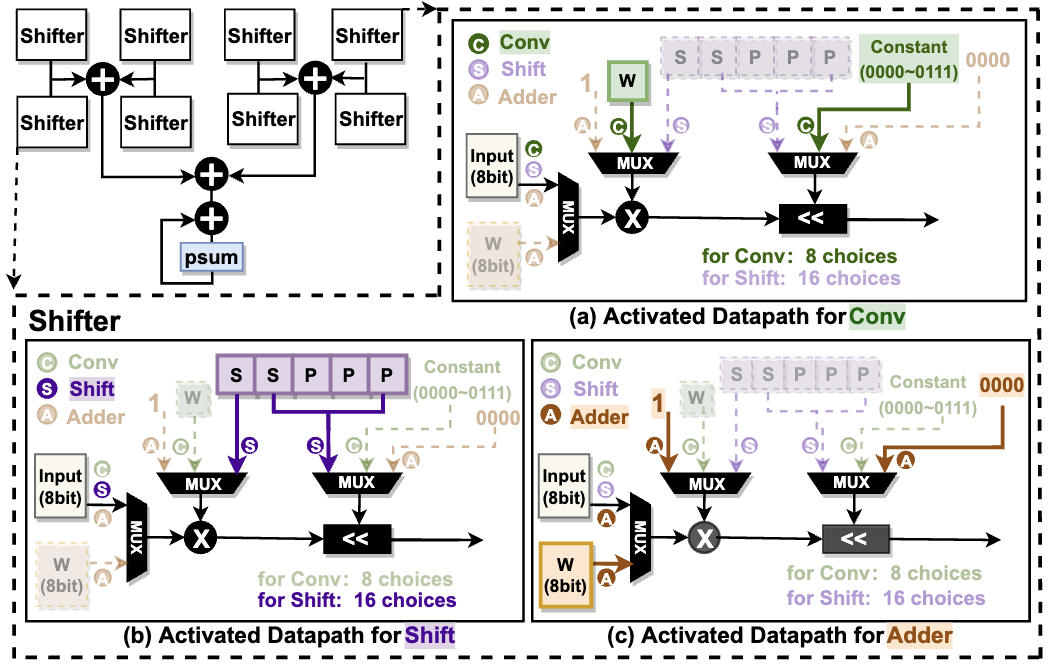 Shifter Shifter Shifter Shifter
+ +
Shifter Shifter Shifter Shifter
+
+
psum
C Conv
S Shift
A Adder
S S P P P
Constant
(0000~0111)
0000
1
W
A C S S C A
MUX MUX
Input
(8bit)
C
S
A
MUX
X <<
W
(8bit)
A
for Conv: 8 choices
for Shift: 16 choices
(a) Activated Datapath for Conv
Shifter
C Conv
S Shift
A Adder
S S P P P
Constant
(0000~0111)
0000
1
W
A C S S C A
MUX MUX
Input
(8bit)
C
S
A
MUX
X <<
W
(8bit)
A
for Conv: 8 choices
for Shift: 16 choices
(b) Activated Datapath for Shift
C Conv
S Shift
A Adder
S S P P P
Constant
(0000~0111)
0000
1
W
A C S S C A
MUX MUX
Input
(8bit)
C
S
A
MUX
X <<
W
(8bit)
A
for Conv: 8 choices
for Shift: 16 choices
(c) Activated Datapath for Adder